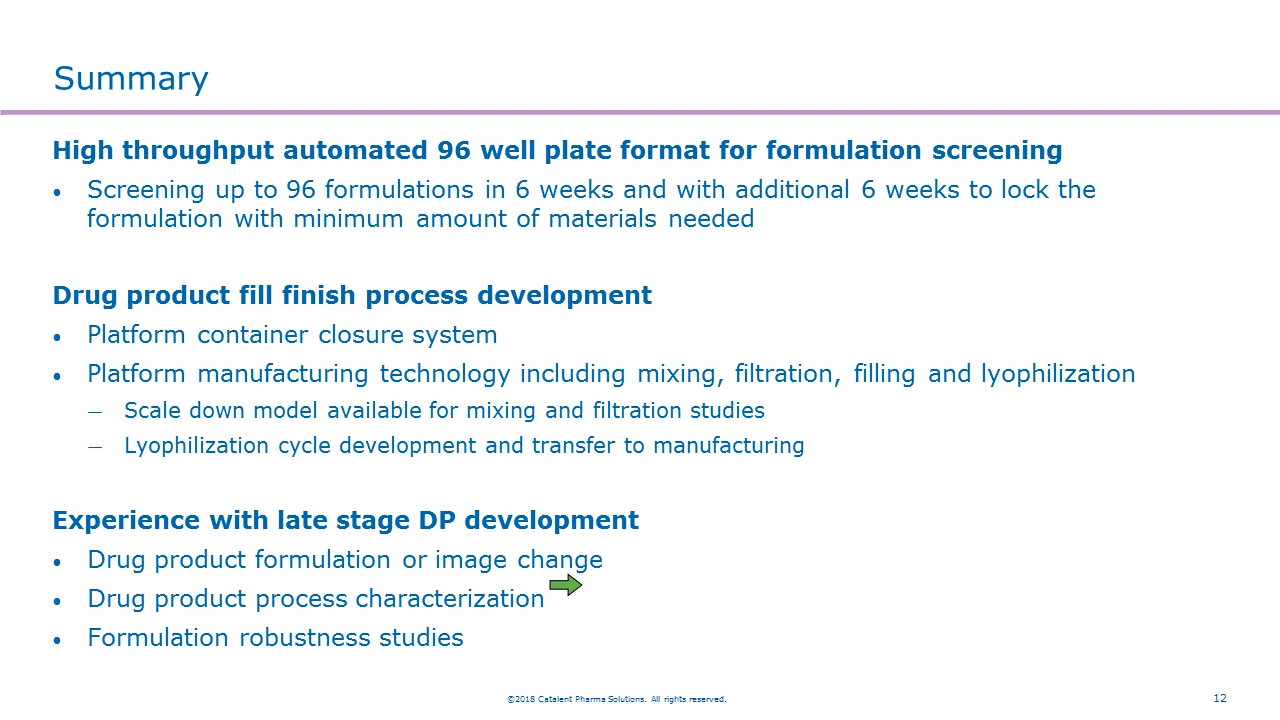 Summary
High throughput automated 96 well plate format for formulation screening
• Screening up to 96 formulations in 6 weeks and with additional 6 weeks to lock the
formulation with minimum amount of materials needed
Drug product fill finish process development
• Platform container closure system
• Platform manufacturing technology including mixing, filtration, filling and lyophilization
— Scale down model available for mixing and filtration studies
— Lyophilization cycle development and transfer to manufacturing
Experience with late stage DP development
• Drug product formulation or image change
• Drug product process characterization
• Formulation robustness studies
©2018 Catalent Pharma Solutions. All rights reserved.
12